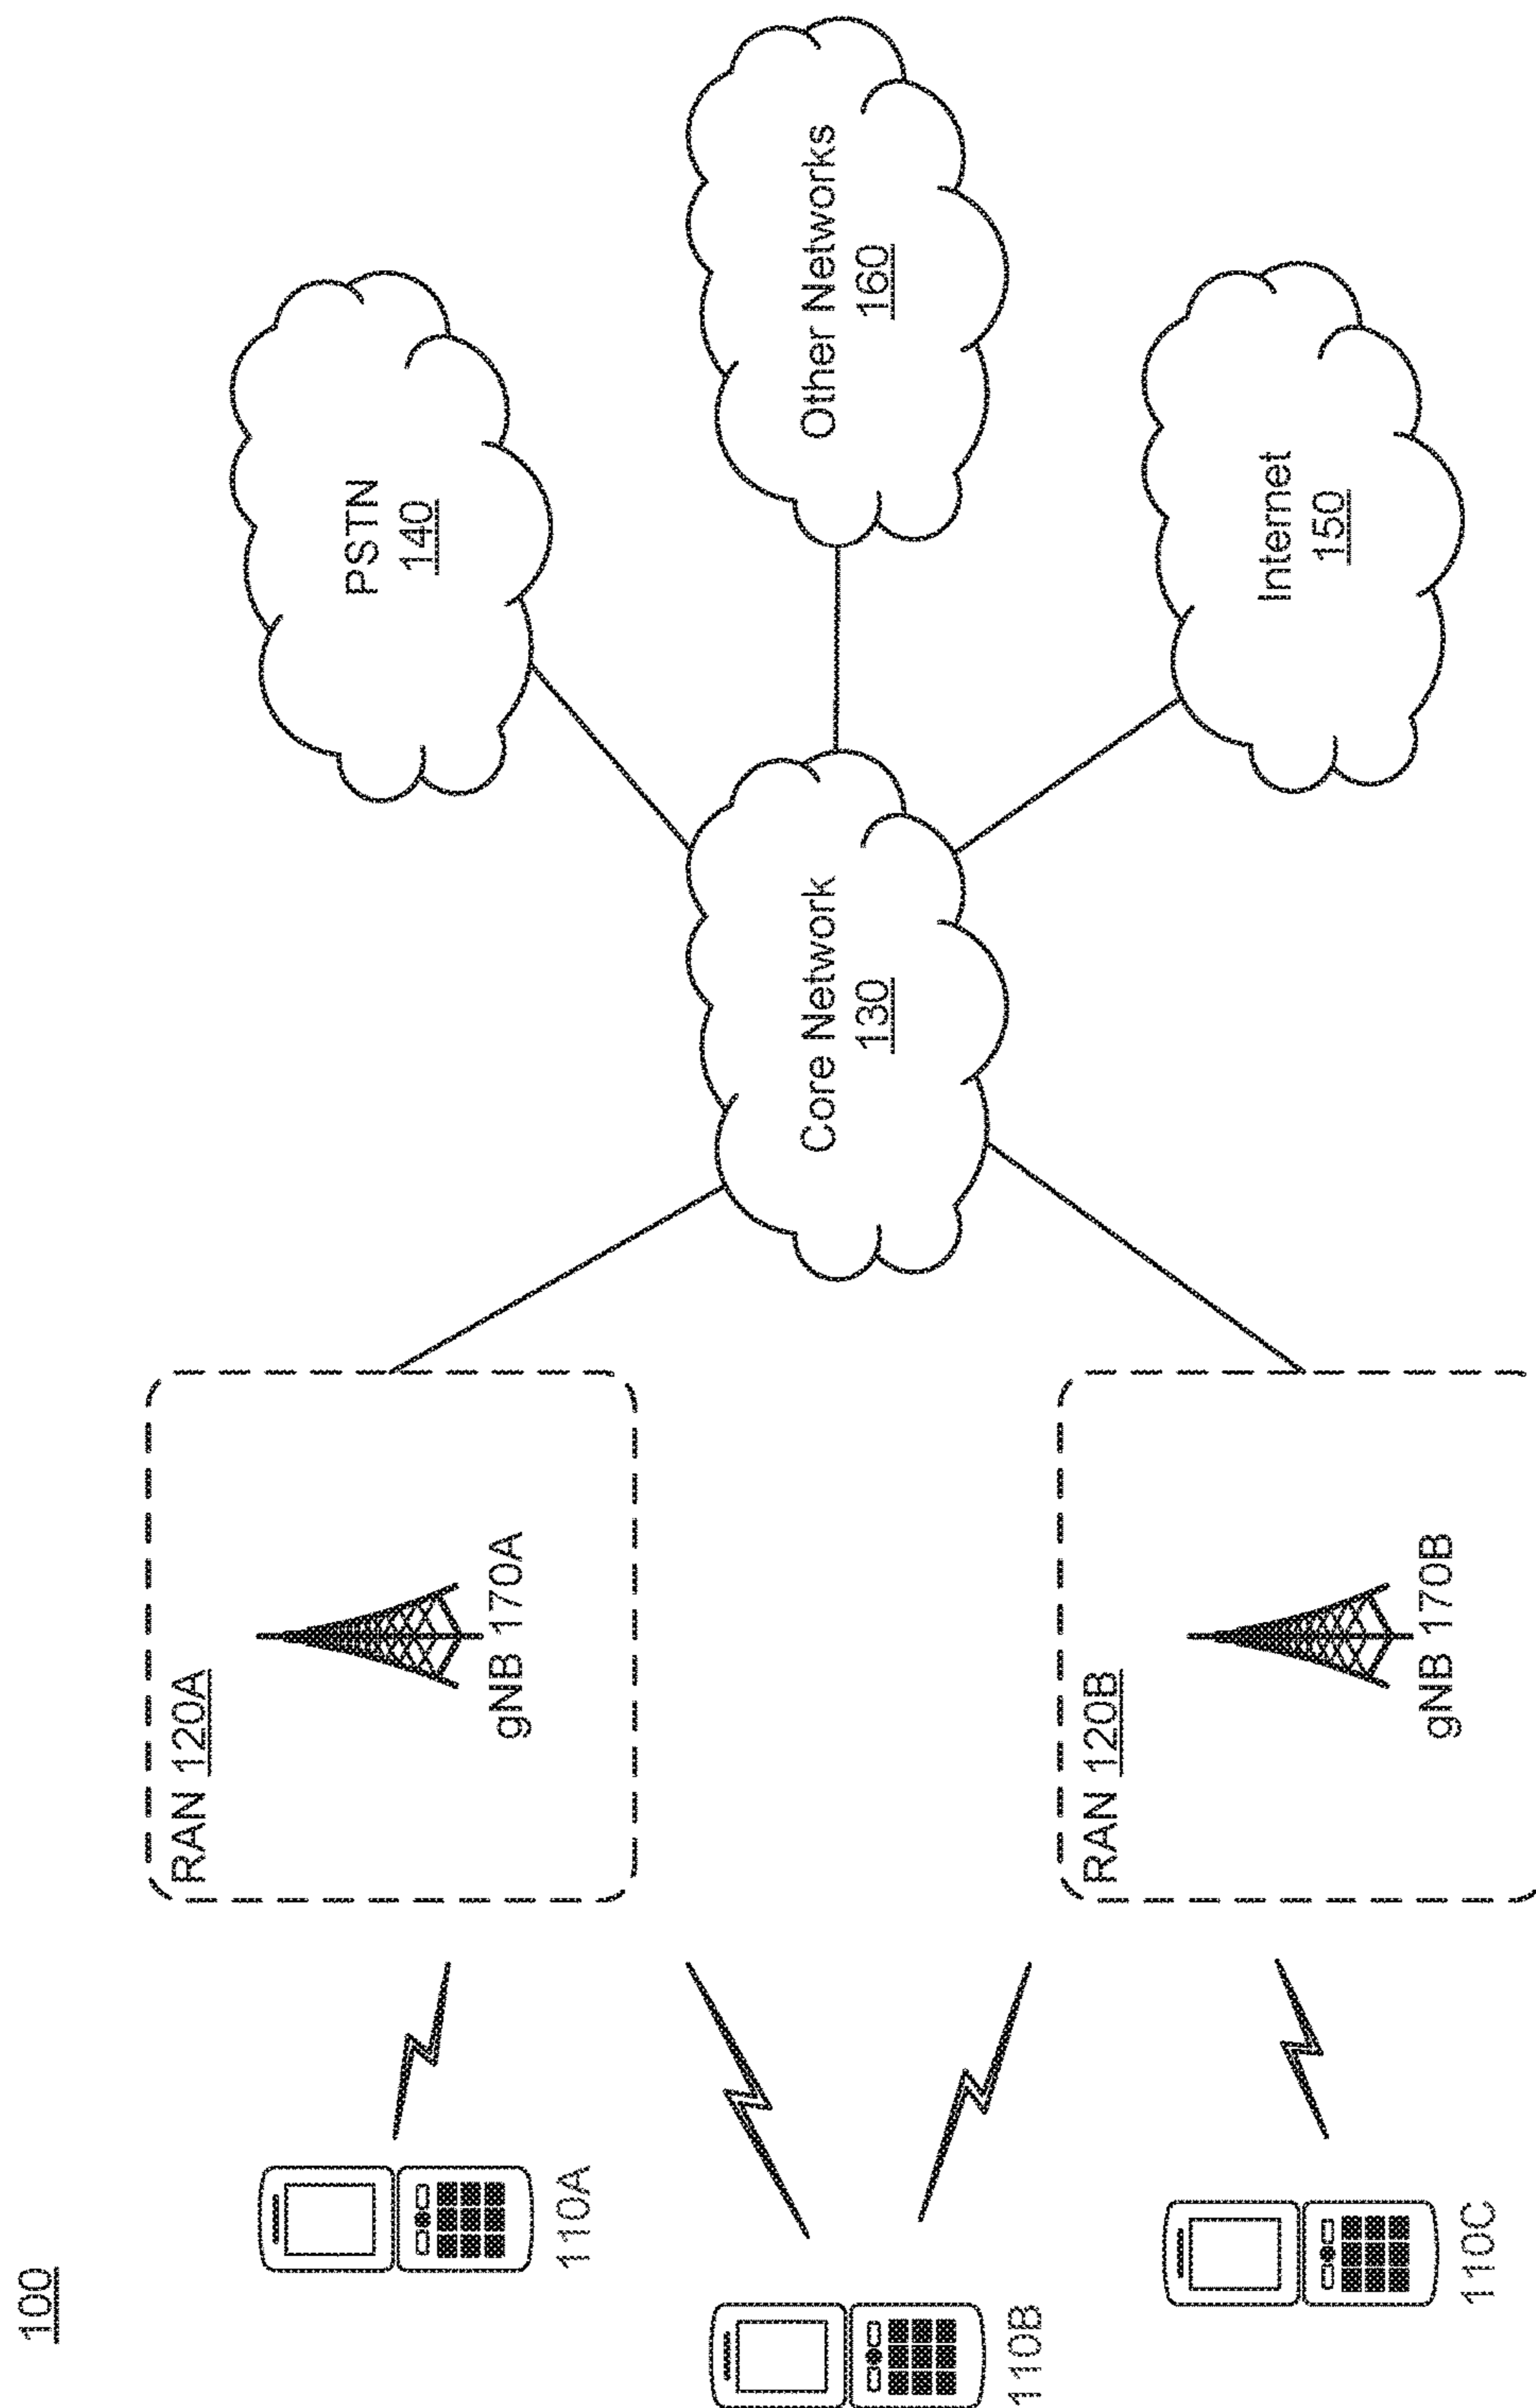 100
110A
110B
110C
RAN 120A
gNB 170A
RAN 120B
gNB 170B
Core Network
130
PSTN
140
Other Networks
160
Internet
150